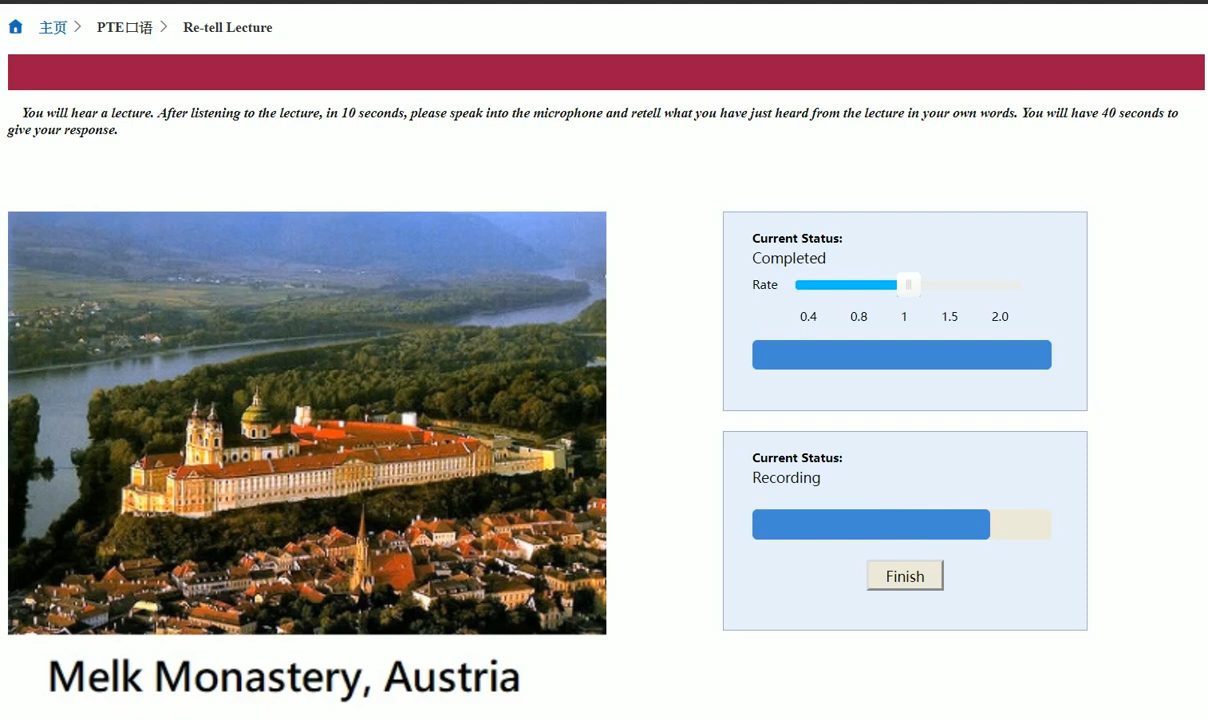 主页 > PTE口语 > Re-tell Lecture
You will hear a lecture. After listening to the lecture, in 10 seconds, please speak into the microphone and retell what you have just heard from the lecture in your own words. You will have 40 seconds to
give your response.
Current Status:
Completed
Rate
0.4 0.8 1 1.5 2.0
Current Status:
Recording
Finish
Melk Monastery, Austria